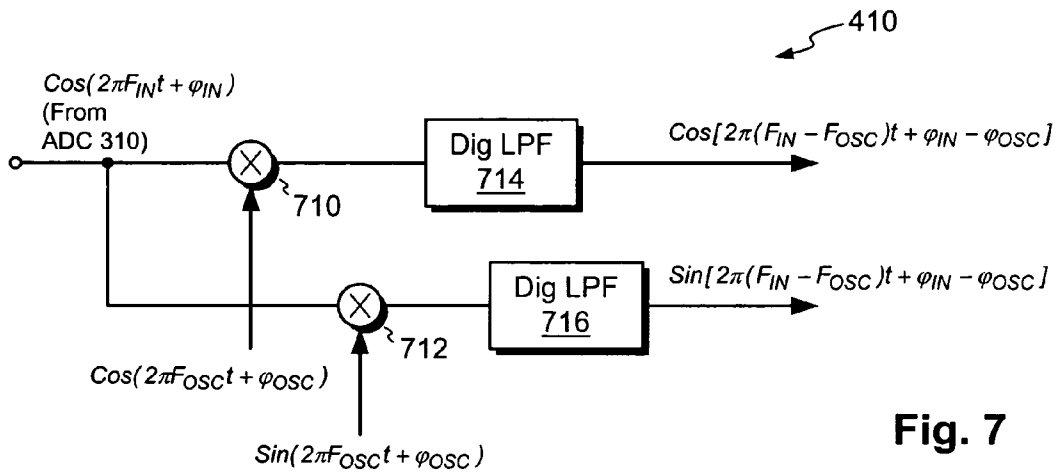 410
Cos(2πF_IN t + φ_IN)
(From
ADC 310)
Dig LPF
714
Cos[2π(F_IN − F_OSC)t + φ_IN − φ_OSC]
710
Dig LPF
716
Sin[2π(F_IN − F_OSC)t + φ_IN − φ_OSC]
712
Cos(2πF_OSC t + φ_OSC)
Sin(2πF_OSC t + φ_OSC)
Fig. 7